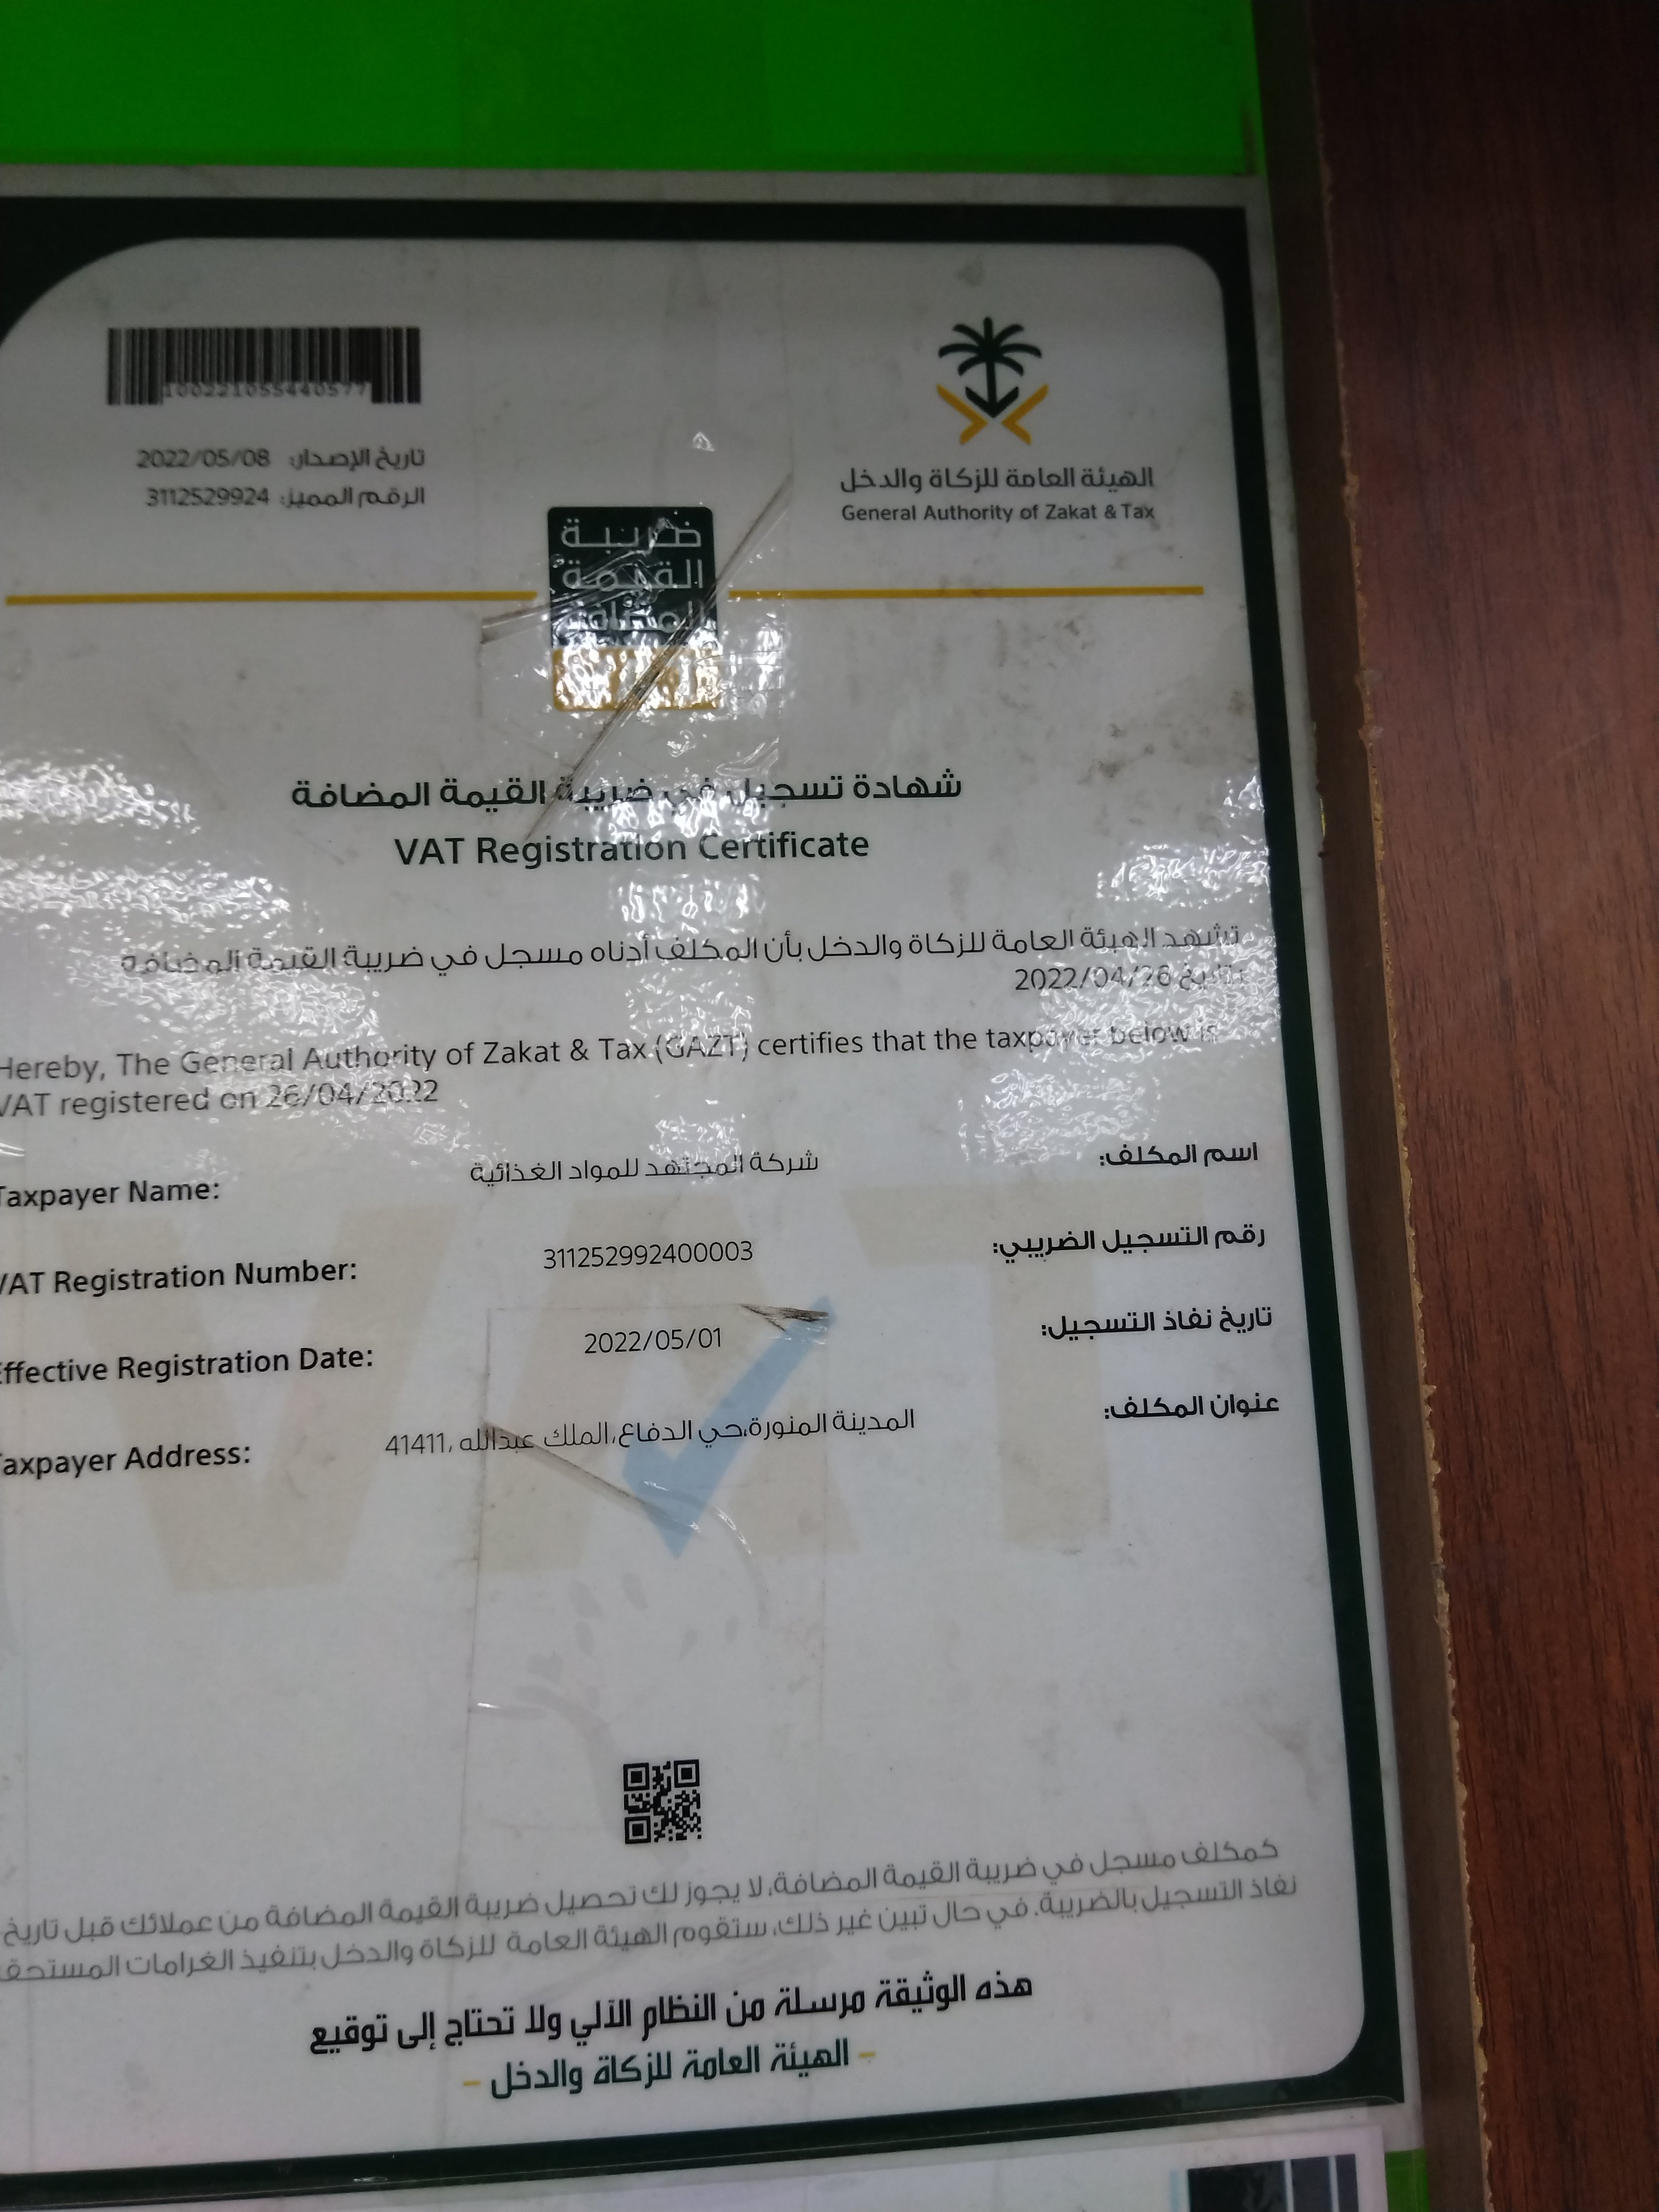 100221055440577
تاريخ الإصدار: 2022/05/08
الرقم المميز: 3112529924
الهيئة العامة للزكاة والدخل
General Authority of Zakat & Tax
ضريبة
القيمة
المضافة
شهادة تسجيل في ضريبة القيمة المضافة
VAT Registration Certificate
تشهد الهيئة العامة للزكاة والدخل بأن المكلف أدناه مسجل في ضريبة القيمة المضافة
بتاريخ 2022/04/26
Hereby, The General Authority of Zakat & Tax (GAZT) certifies that the taxpayer below is
VAT registered on 26/04/2022
Taxpayer Name: شركة المجتهد للمواد الغذائية اسم المكلف:
VAT Registration Number: 311252992400003 رقم التسجيل الضريبي:
Effective Registration Date: 2022/05/01 تاريخ نفاذ التسجيل:
Taxpayer Address: المدينة المنورة,حي الدفاع,الملك عبدالله ,41411 عنوان المكلف:
VAT
كمكلف مسجل في ضريبة القيمة المضافة، لا يجوز لك تحصيل ضريبة القيمة المضافة من عملائك قبل تاريخ
نفاذ التسجيل بالضريبة. في حال تبين غير ذلك، ستقوم الهيئة العامة للزكاة والدخل بتنفيذ الغرامات
هذه الوثيقة مرسلة من النظام الآلي ولا تحتاج إلى توقيع
– الهيئة العامة للزكاة والدخل –